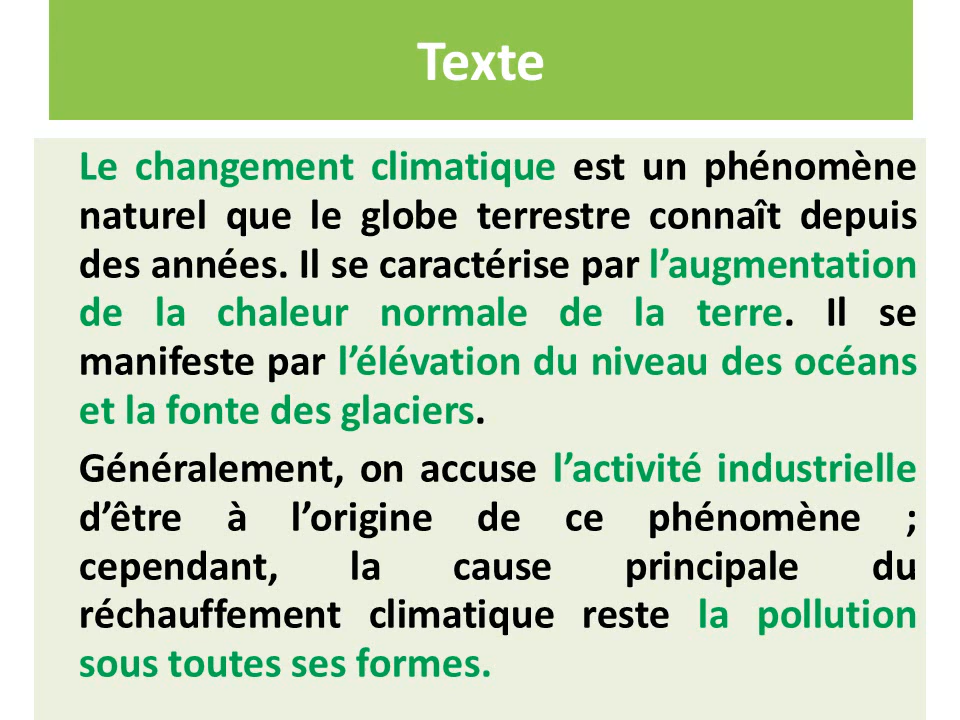 Texte
Le changement climatique est un phénomène
naturel que le globe terrestre connaît depuis
des années. Il se caractérise par l’augmentation
de la chaleur normale de la terre. Il se
manifeste par l’élévation du niveau des océans
et la fonte des glaciers.
Généralement, on accuse l’activité industrielle
d’être à l’origine de ce phénomène ;
cependant, la cause principale du
réchauffement climatique reste la pollution
sous toutes ses formes.